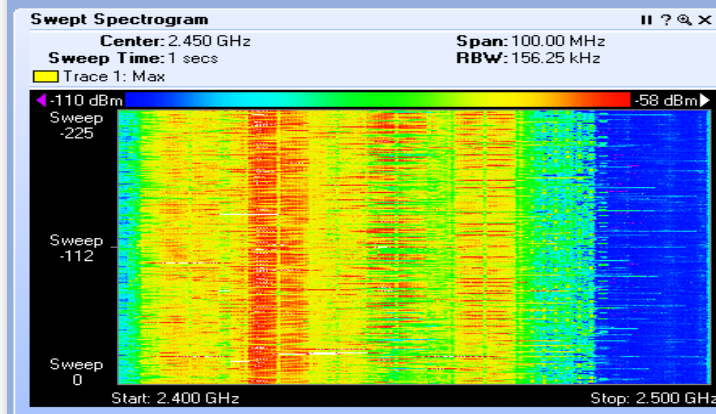 Swept Spectrogram
Center: 2.450 GHz Span: 100.00 MHz
Sweep Time: 1 secs RBW: 156.25 kHz
Trace 1: Max
-110 dBm -58 dBm
Sweep
-225
Sweep
-112
Sweep
0
Start: 2.400 GHz Stop: 2.500 GHz